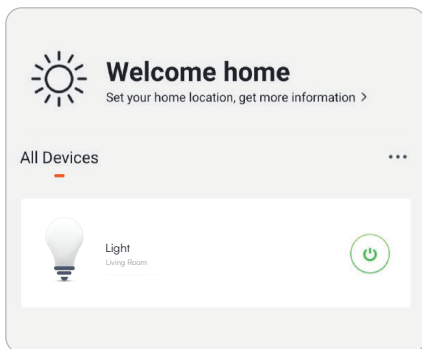 Welcome home
Set your home location, get more information >
All Devices
Light
Living Room